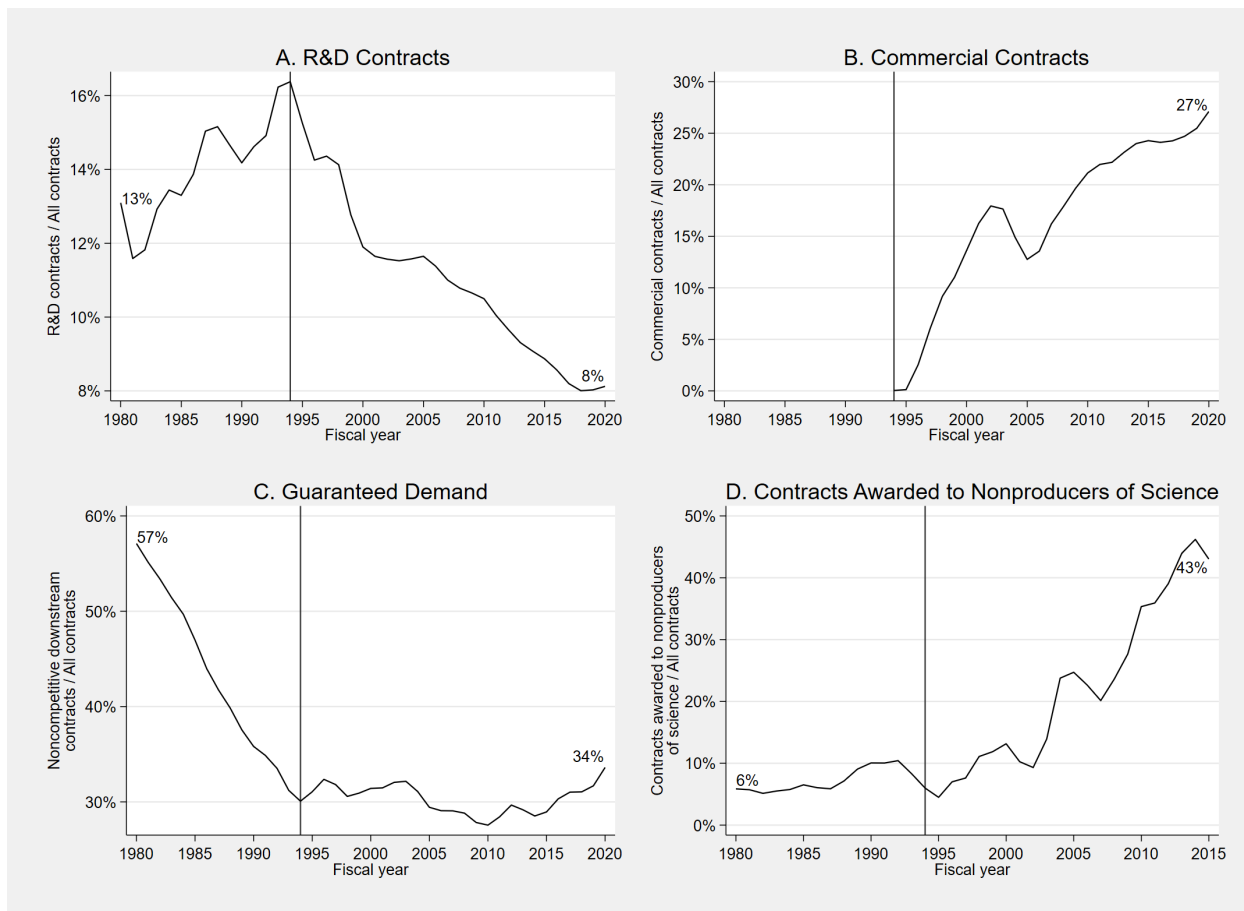 A. R&D Contracts
R&D contracts / All contracts
16%
14%
12%
10%
8%
13%
8%
1980 1985 1990 1995 2000 2005 2010 2015 2020
Fiscal year
B. Commercial Contracts
Commercial contracts / All contracts
30%
25%
20%
15%
10%
5%
0%
27%
1980 1985 1990 1995 2000 2005 2010 2015 2020
Fiscal year
C. Guaranteed Demand
Noncompetitive downstream
contracts / All contracts
60%
50%
40%
30%
57%
34%
1980 1985 1990 1995 2000 2005 2010 2015 2020
Fiscal year
D. Contracts Awarded to Nonproducers of Science
Contracts awarded to nonproducers
of science / All contracts
50%
40%
30%
20%
10%
0%
6%
43%
1980 1985 1990 1995 2000 2005 2010 2015
Fiscal year